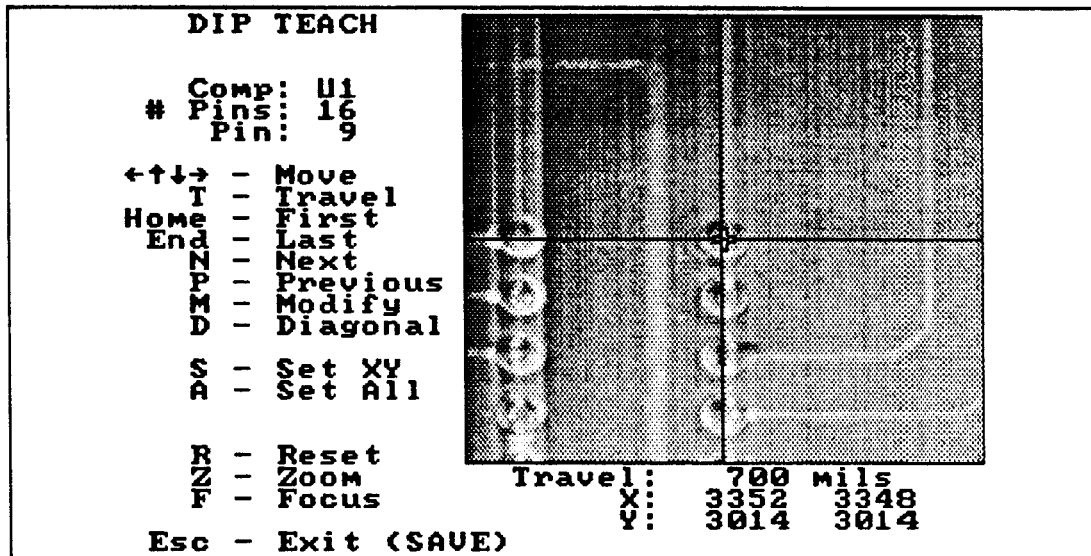 DIP TEACH
Comp: U1
# Pins: 16
Pin: 9
←↑↓→ - Move
T - Travel
Home - First
End - Last
N - Next
P - Previous
M - Modify
D - Diagonal
S - Set XY
A - Set All
R - Reset
Z - Zoom
F - Focus
Esc - Exit (SAVE)
Travel: 700 mils
X: 3352 3348
Y: 3014 3014